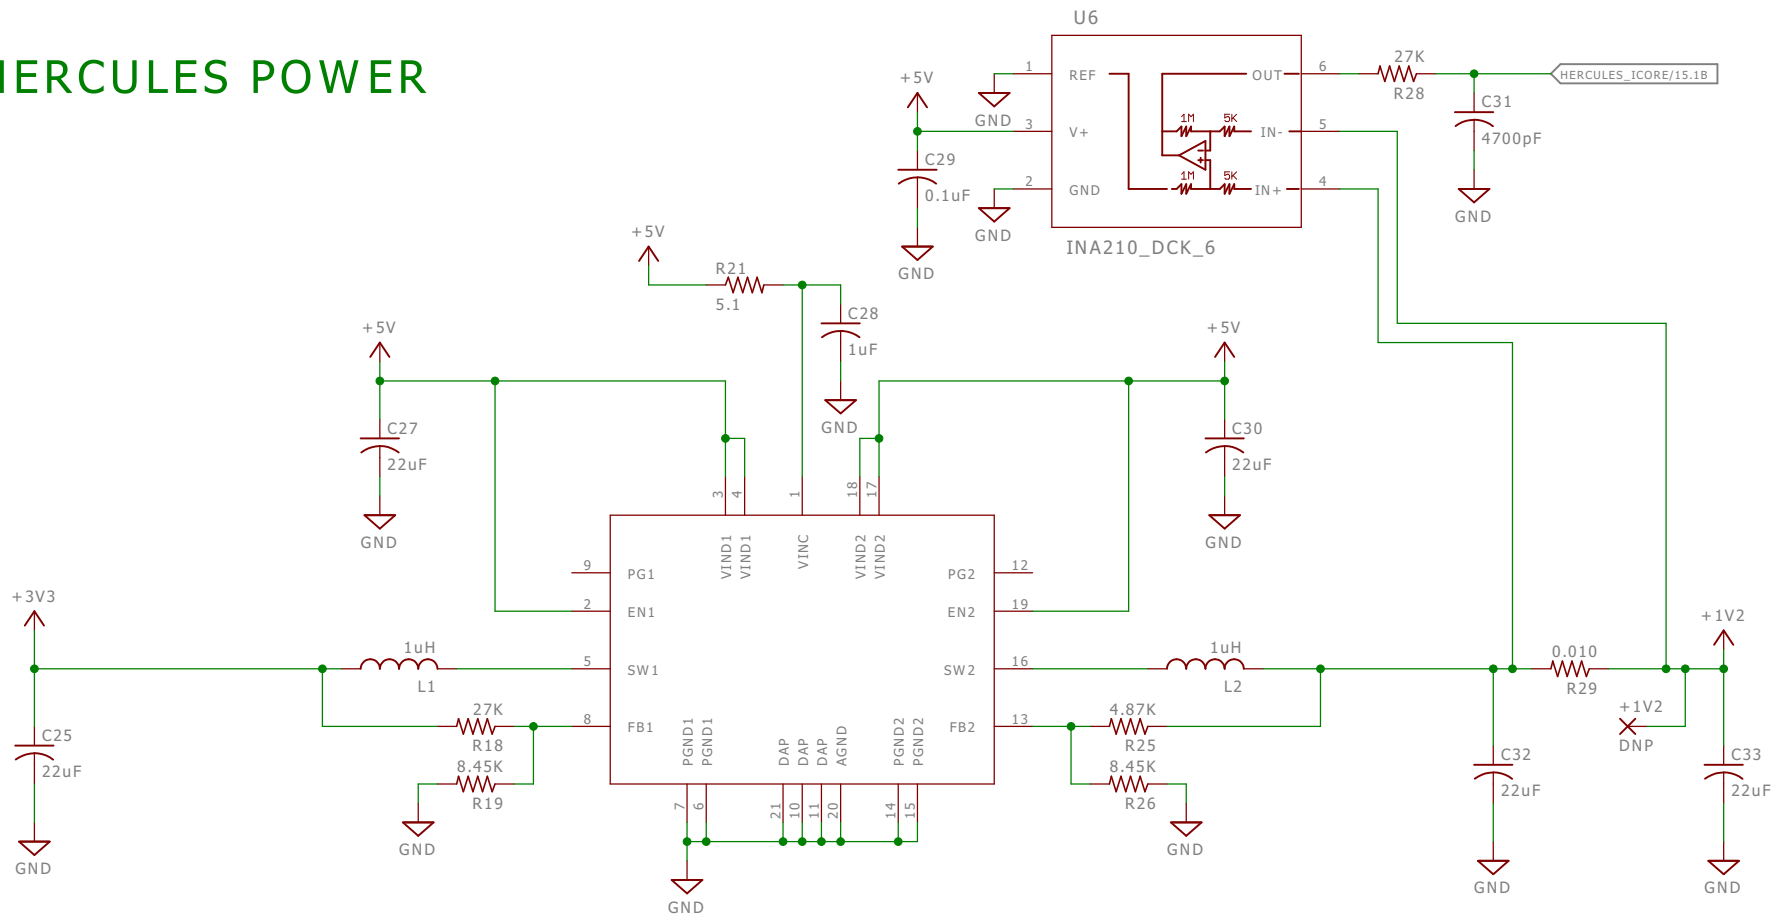 HERCULES POWER
U6
+5V
1
REF
OUT
6
27K
R28
HERCULES_ICORE/15.1B
GND
C31
4700pF
GND
3
V+
1M
5K
IN-
5
C29
0.1uF
GND
2
GND
1M
5K
IN+
4
GND
INA210_DCK_6
+5V
R21
5.1
C28
1uF
GND
+5V
C27
22uF
GND
+5V
C30
22uF
GND
3
4
1
18
17
VIND1
VIND1
VINC
VIND2
VIND2
9
PG1
PG2
12
2
EN1
EN2
19
+3V3
1uH
L1
5
SW1
SW2
16
1uH
L2
0.010
R29
+1V2
27K
R18
8
FB1
FB2
13
4.87K
R25
+1V2
DNP
C25
22uF
GND
8.45K
R19
GND
PGND1
PGND1
DAP
DAP
DAP
AGND
PGND2
PGND2
8.45K
R26
GND
C32
22uF
GND
C33
22uF
GND
7
6
21
10
11
20
14
15
GND